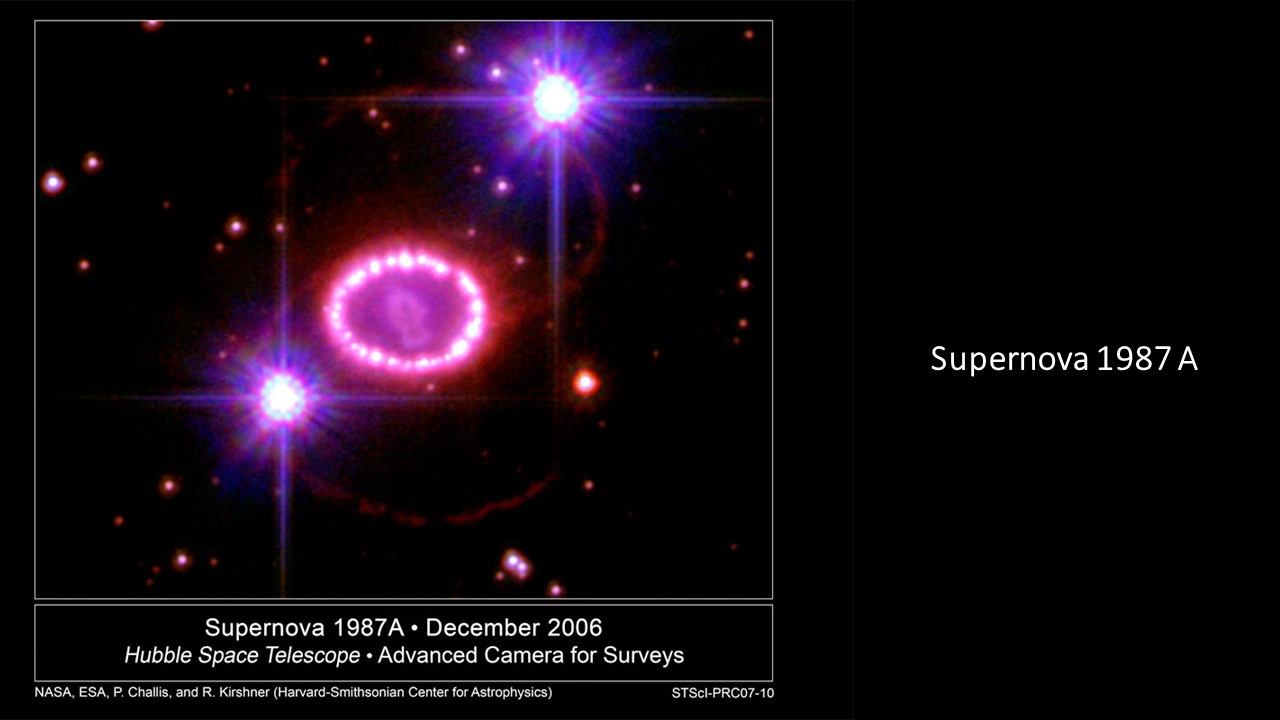 Supernova 1987A • December 2006
Hubble Space Telescope • Advanced Camera for Surveys
NASA, ESA, P. Challis, and R. Kirshner (Harvard-Smithsonian Center for Astrophysics) STScI-PRC07-10
Supernova 1987 A